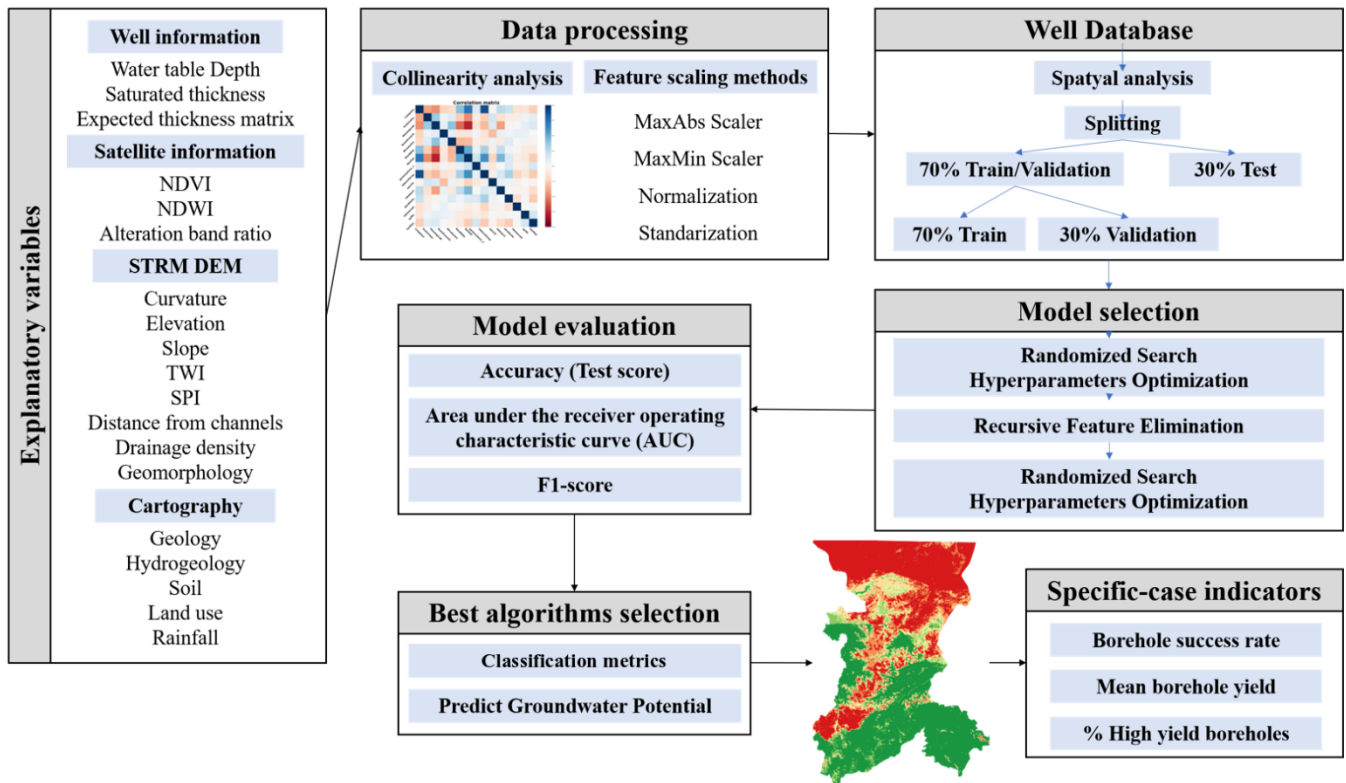 Explanatory variables
Well information
Water table Depth
Saturated thickness
Expected thickness matrix
Satellite information
NDVI
NDWI
Alteration band ratio
STRM DEM
Curvature
Elevation
Slope
TWI
SPI
Distance from channels
Drainage density
Geomorphology
Cartography
Geology
Hydrogeology
Soil
Land use
Rainfall
Data processing
Collinearity analysis
Correlation matrix
Feature scaling methods
MaxAbs Scaler
MaxMin Scaler
Normalization
Standarization
Well Database
Spatyal analysis
Splitting
70% Train/Validation
30% Test
70% Train
30% Validation
Model selection
Randomized Search
Hyperparameters Optimization
Recursive Feature Elimination
Randomized Search
Hyperparameters Optimization
Model evaluation
Accuracy (Test score)
Area under the receiver operating
characteristic curve (AUC)
F1-score
Best algorithms selection
Classification metrics
Predict Groundwater Potential
Specific-case indicators
Borehole success rate
Mean borehole yield
% High yield boreholes